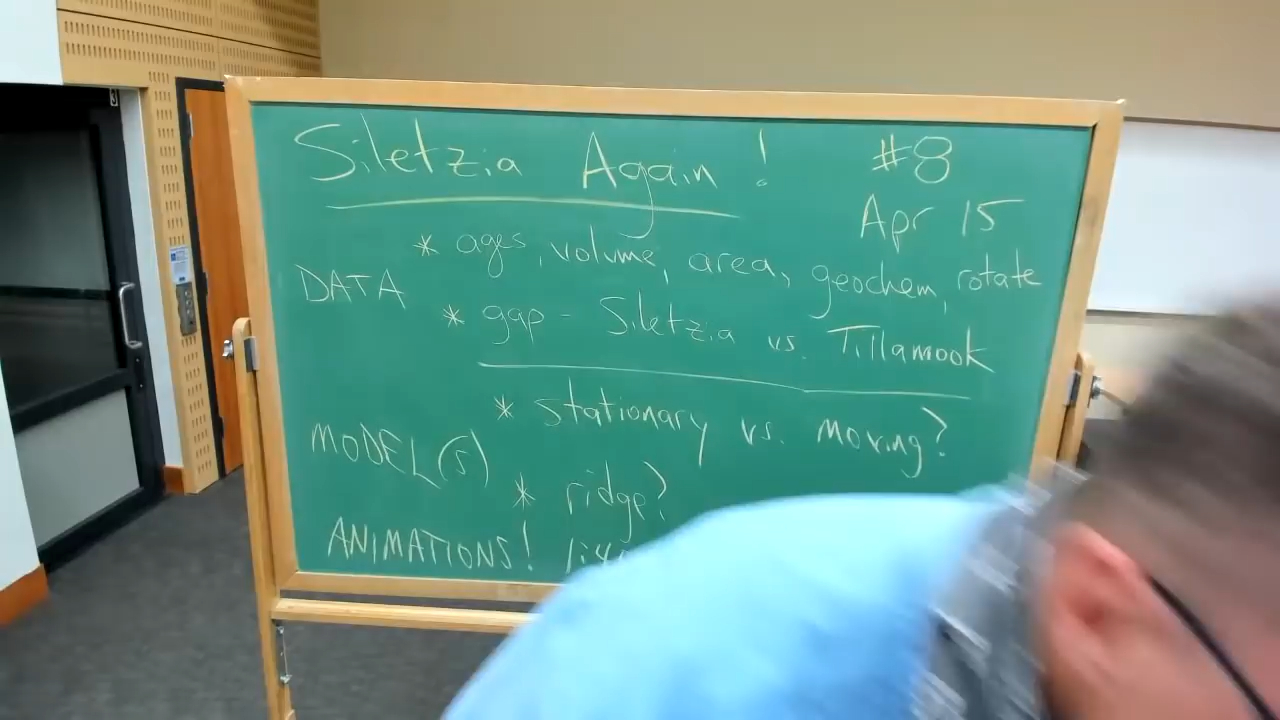 Siletzia Again! #8
Apr 15
* ages, volume, area, geochem, rotate
DATA
* gap - Siletzia vs. Tillamook
* stationary vs. moving?
MODEL(s)
* ridge?
ANIMATIONS!